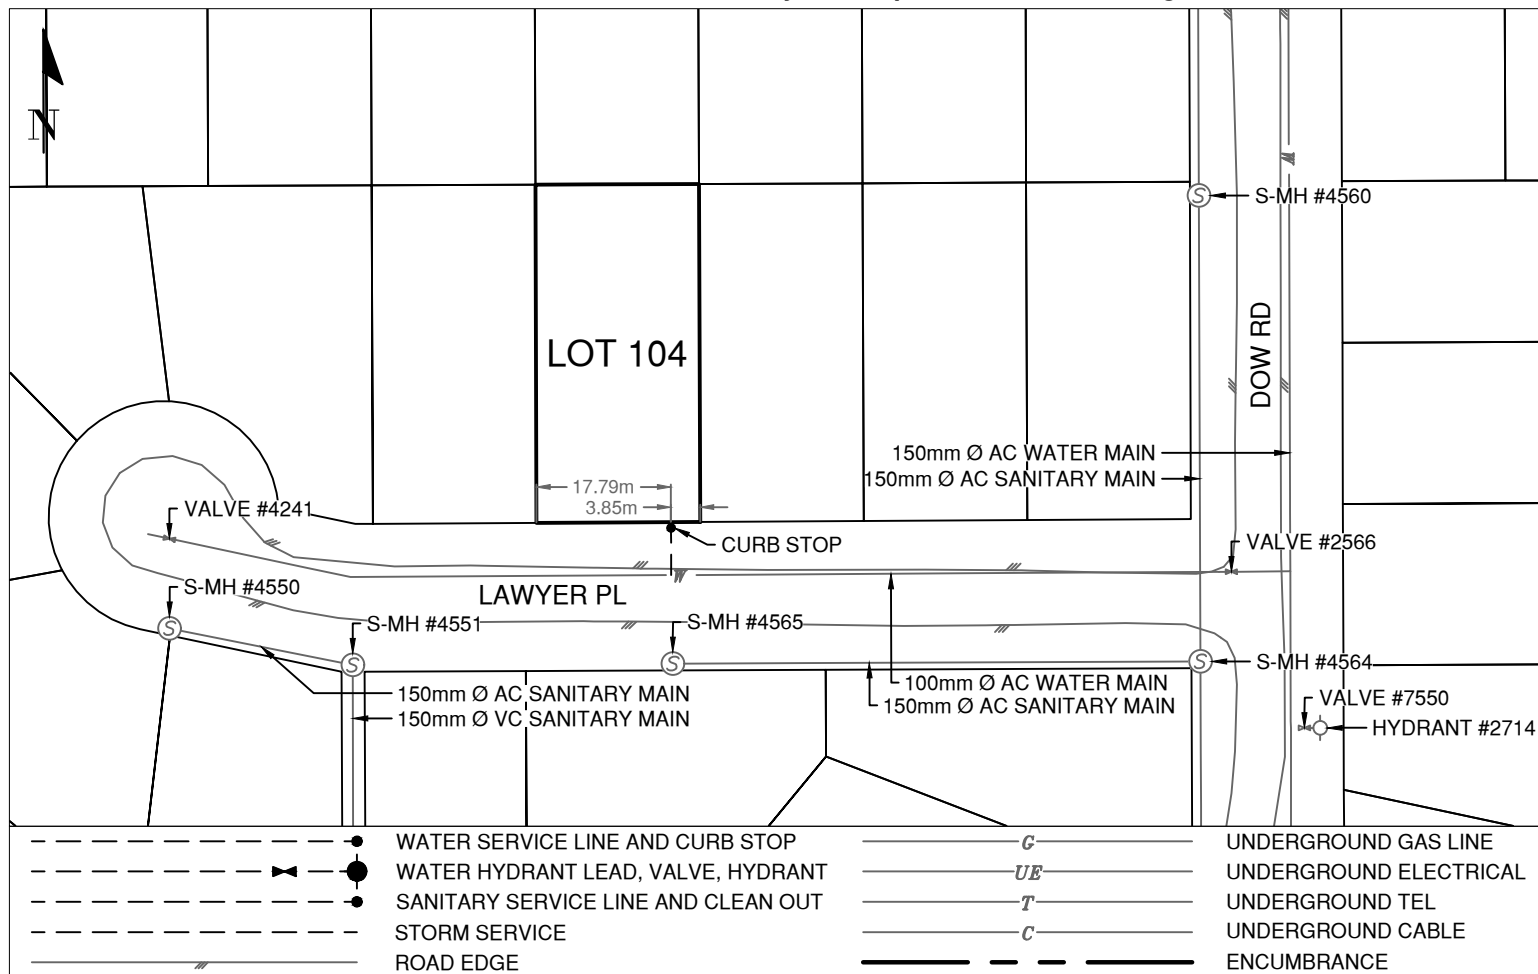 N
S-MH #4560
LOT 104
DOW RD
150mm Ø AC WATER MAIN
150mm Ø AC SANITARY MAIN
17.79m
3.85m
VALVE #4241
CURB STOP
VALVE #2566
W
W
S-MH #4550
LAWYER PL
S-MH #4551
S-MH #4565
S
S
S
S
S
S-MH #4564
150mm Ø AC SANITARY MAIN
100mm Ø AC WATER MAIN
150mm Ø VC SANITARY MAIN
150mm Ø AC SANITARY MAIN
VALVE #7550
HYDRANT #2714
WATER SERVICE LINE AND CURB STOP
G
UNDERGROUND GAS LINE
WATER HYDRANT LEAD, VALVE, HYDRANT
UE
UNDERGROUND ELECTRICAL
SANITARY SERVICE LINE AND CLEAN OUT
T
UNDERGROUND TEL
STORM SERVICE
C
UNDERGROUND CABLE
ROAD EDGE
ENCUMBRANCE